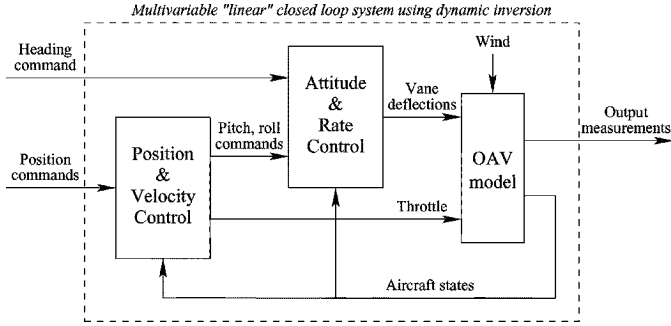 Multivariable "linear" closed loop system using dynamic inversion
Heading
command
Wind
Attitude
&
Rate
Control
Vane
deflections
Output
measurements
Pitch, roll
commands
Position
commands
Position
&
Velocity
Control
OAV
model
Throttle
Aircraft states